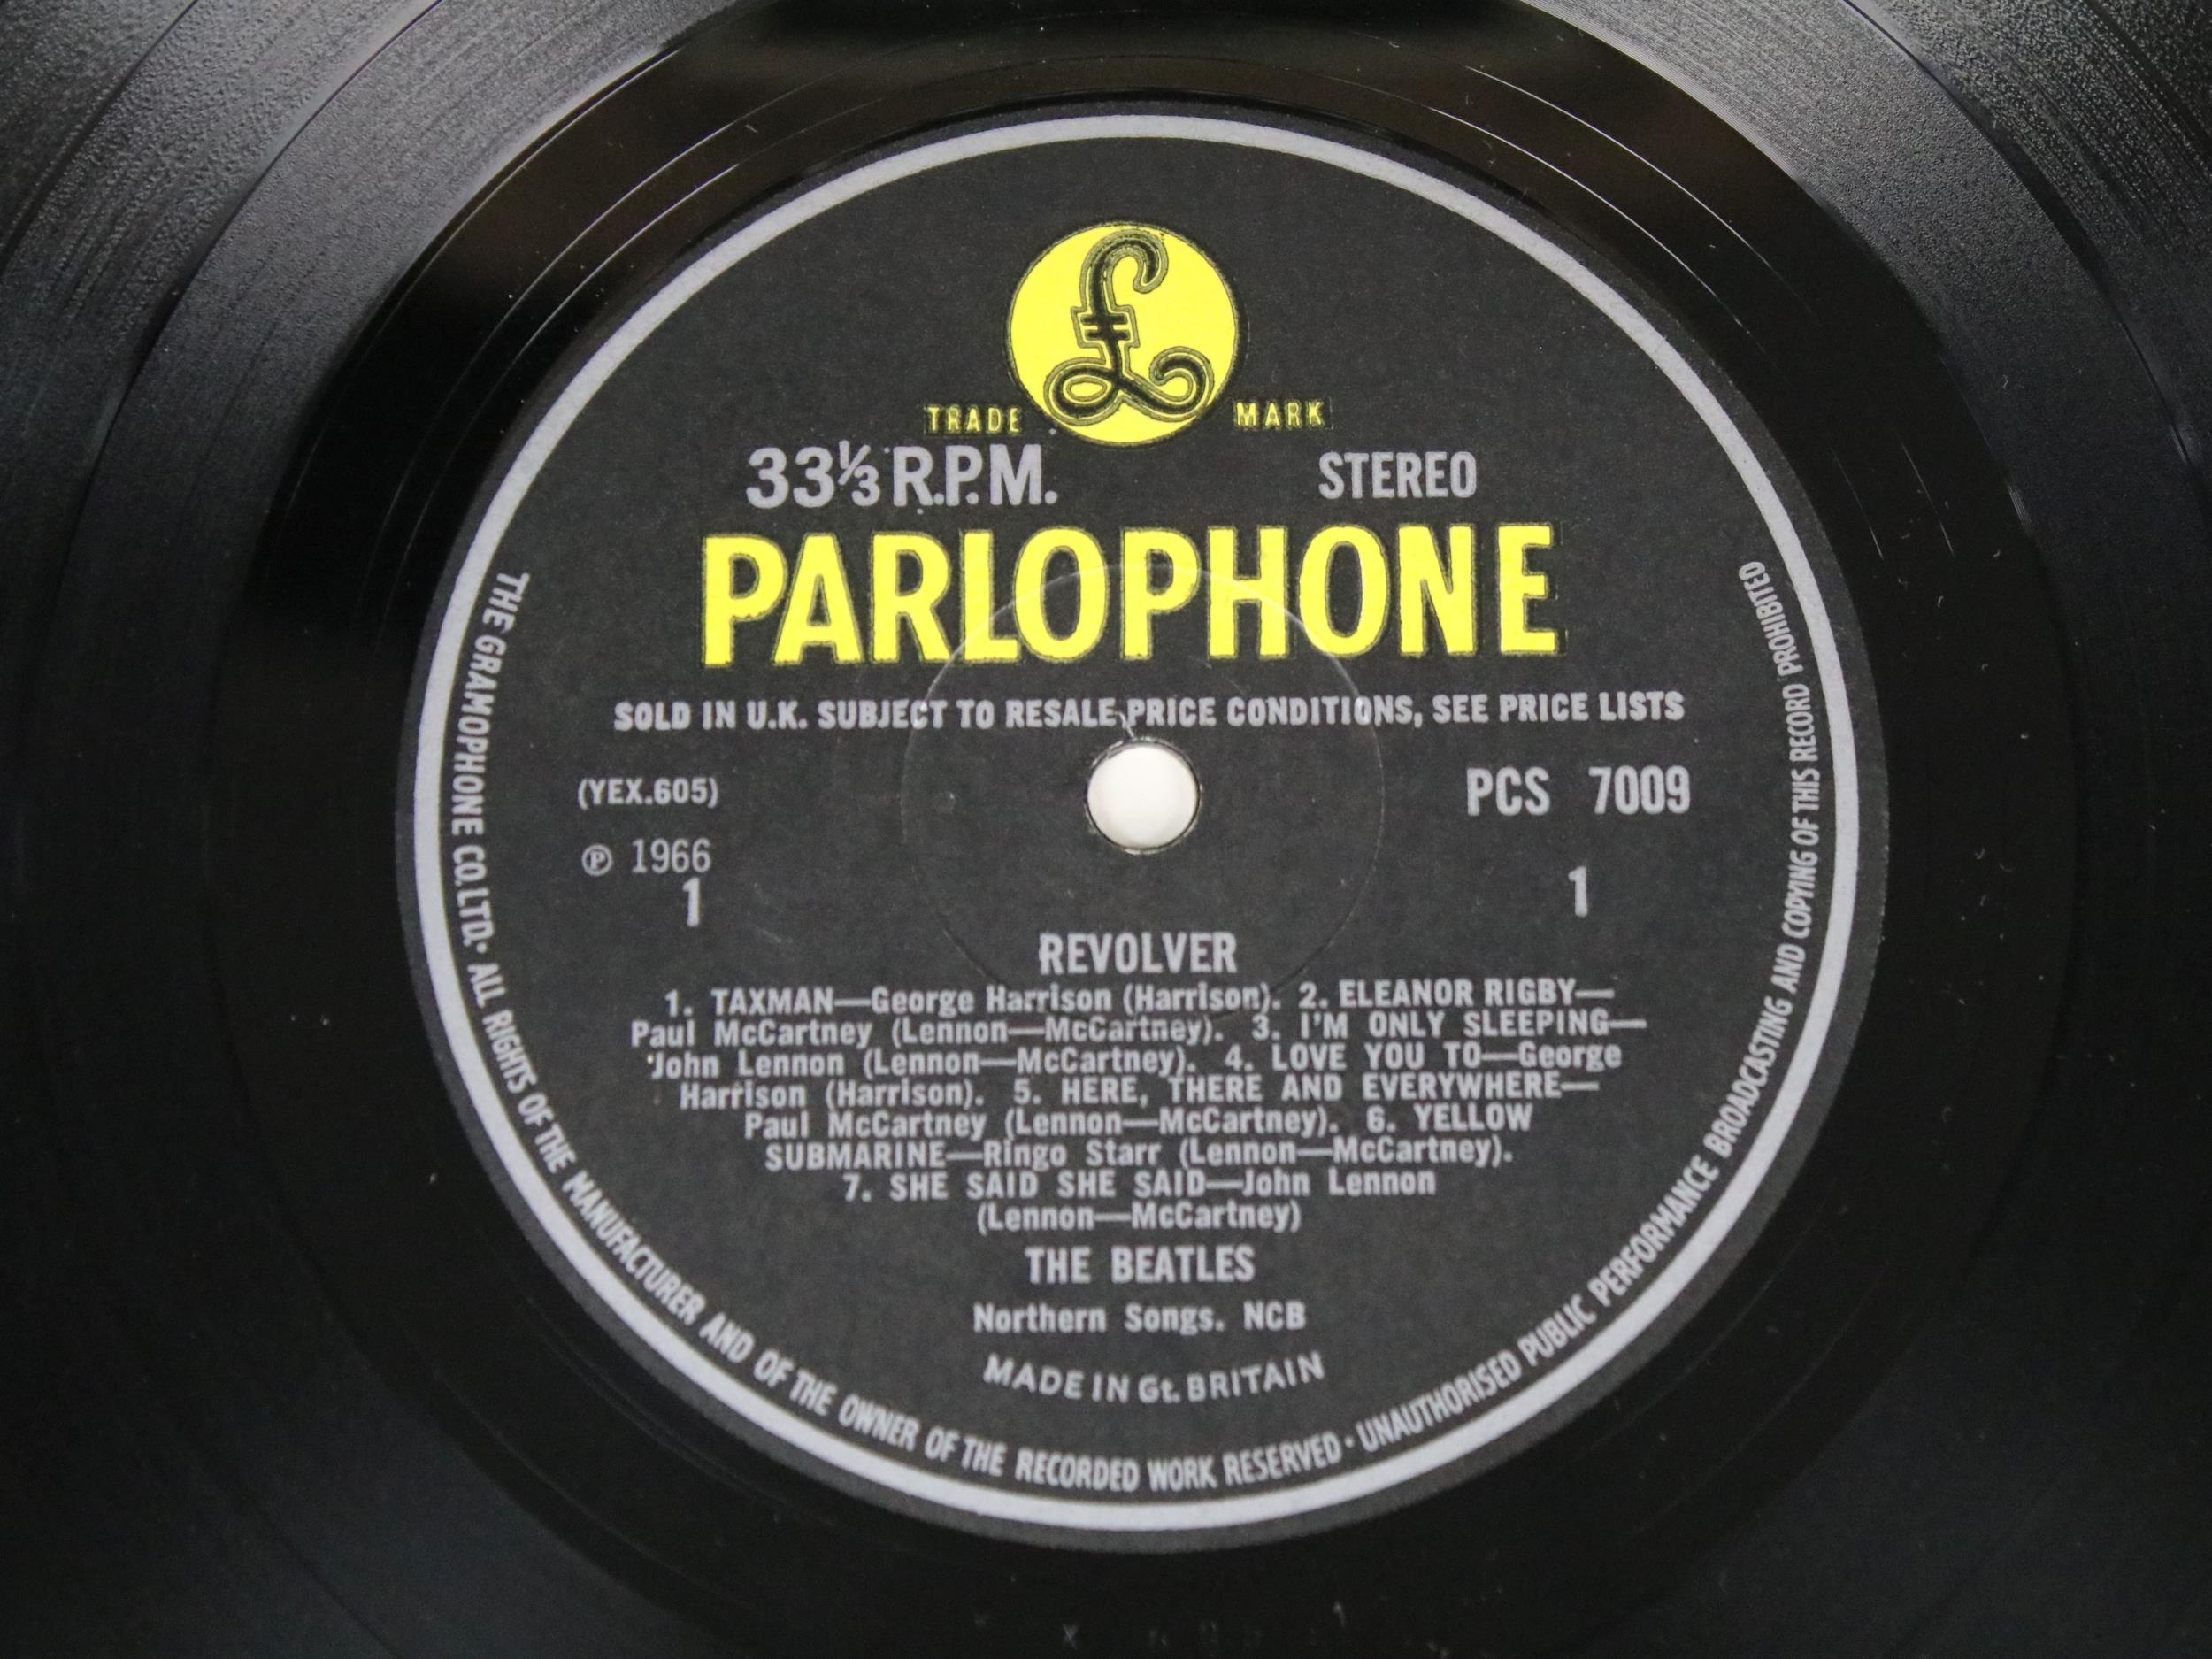 TRADE MARK
33⅓ R.P.M. STEREO
PARLOPHONE
SOLD IN U.K. SUBJECT TO RESALE PRICE CONDITIONS, SEE PRICE LISTS
(YEX.605) PCS 7009
℗ 1966
1 1
REVOLVER
1. TAXMAN—George Harrison (Harrison). 2. ELEANOR RIGBY—
Paul McCartney (Lennon—McCartney). 3. I'M ONLY SLEEPING—
John Lennon (Lennon—McCartney). 4. LOVE YOU TO—George
Harrison (Harrison). 5. HERE, THERE AND EVERYWHERE—
Paul McCartney (Lennon—McCartney). 6. YELLOW
SUBMARINE—Ringo Starr (Lennon—McCartney).
7. SHE SAID SHE SAID—John Lennon
(Lennon—McCartney)
THE BEATLES
Northern Songs. NCB
MADE IN Gt. BRITAIN
THE GRAMOPHONE CO. LTD. · ALL RIGHTS OF THE MANUFACTURER AND OF THE OWNER OF THE RECORDED WORK RESERVED · UNAUTHORISED PUBLIC PERFORMANCE BROADCASTING AND COPYING OF THIS RECORD PROHIBITED